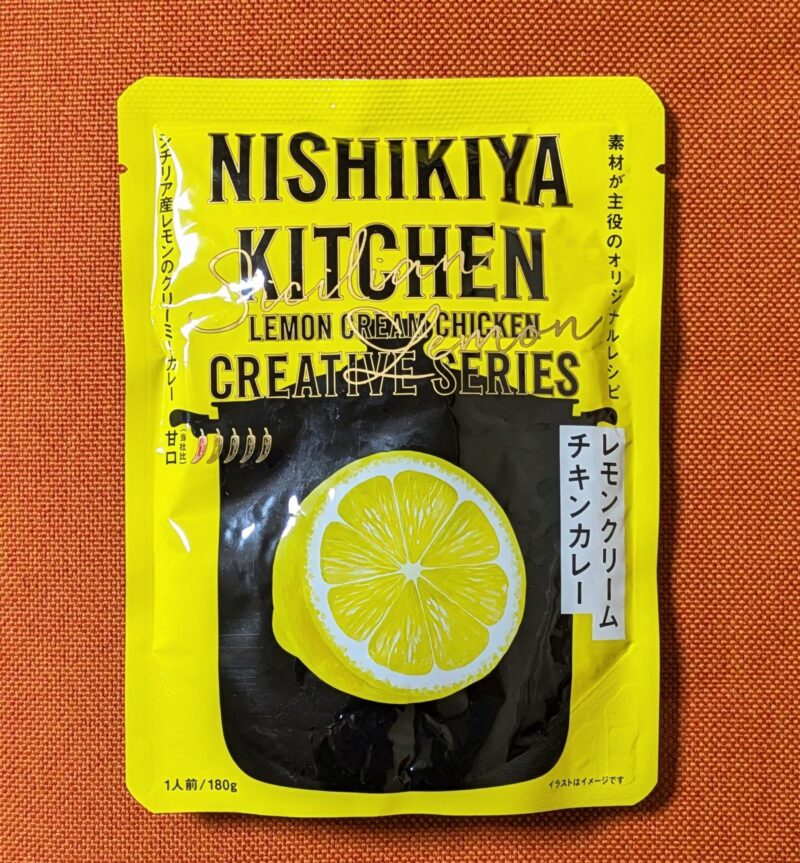 NISHIKIYA
KITCHEN
Sicilian
Lemon
LEMON CREAM CHICKEN
CREATIVE SERIES
素材が主役のオリジナルレシピ
シチリア産レモンのクリーミーカレー
甘口
(当社比)
レモンクリーム
チキンカレー
1人前/180g
イラストはイメージです